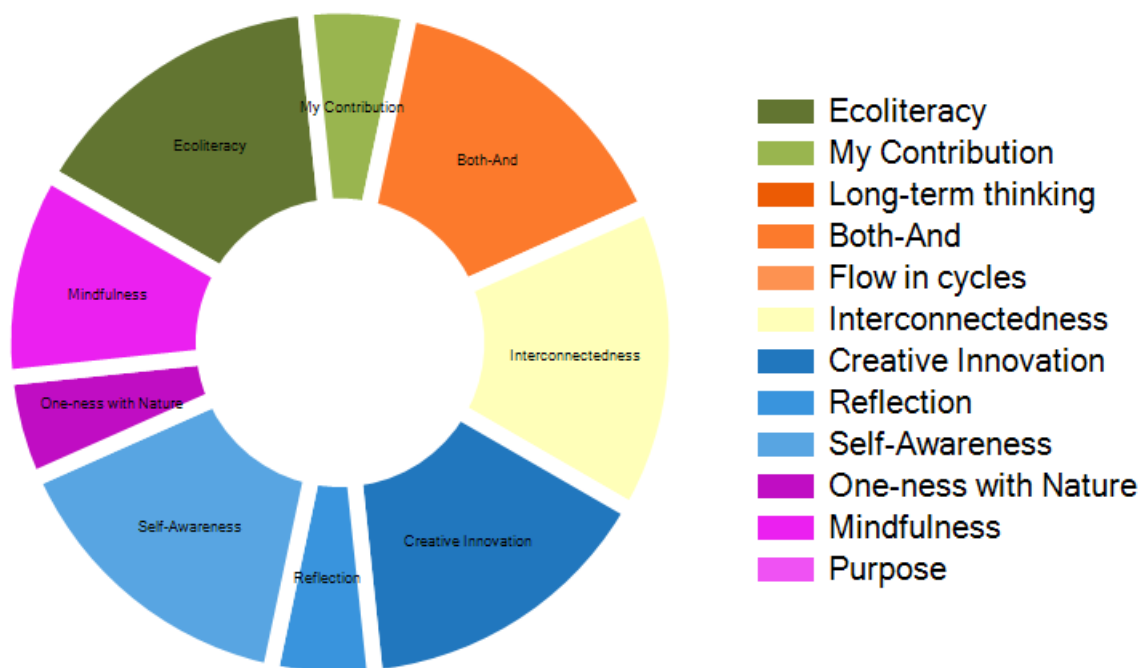 My Contribution
Ecoliteracy
Both-And
Mindfulness
Interconnectedness
One-ness with Nature
Self-Awareness
Creative Innovation
Reflection
Ecoliteracy
My Contribution
Long-term thinking
Both-And
Flow in cycles
Interconnectedness
Creative Innovation
Reflection
Self-Awareness
One-ness with Nature
Mindfulness
Purpose